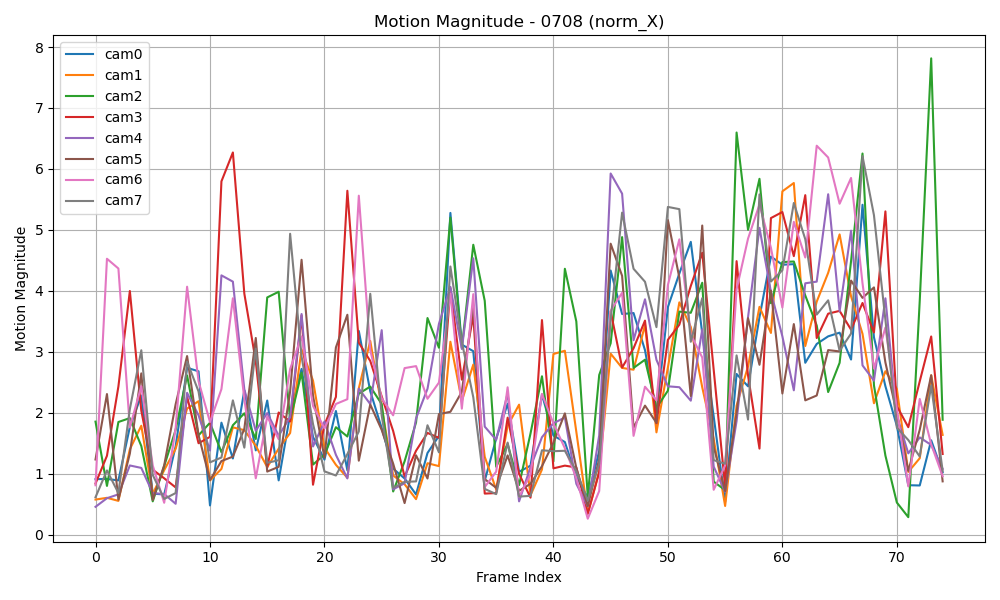 Motion Magnitude - 0708 (norm_X)
8
7
6
5
4
3
2
1
0
Motion Magnitude
cam0
cam1
cam2
cam3
cam4
cam5
cam6
cam7
0 10 20 30 40 50 60 70
Frame Index